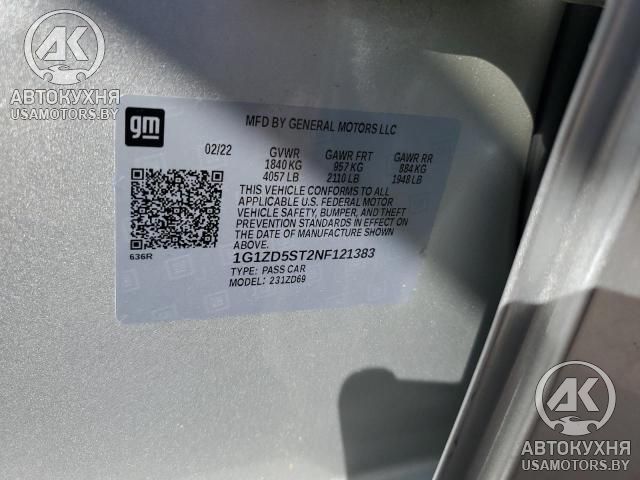 АК
АВТОКУХНЯ
USAMOTORS.BY
gm
MFD BY GENERAL MOTORS LLC
02/22 GVWR GAWR FRT GAWR RR
1840 KG 957 KG 884 KG
4057 LB 2110 LB 1948 LB
THIS VEHICLE CONFORMS TO ALL
APPLICABLE U.S. FEDERAL MOTOR
VEHICLE SAFETY, BUMPER, AND THEFT
PREVENTION STANDARDS IN EFFECT ON
THE DATE OF MANUFACTURE SHOWN
ABOVE.
636R
1G1ZD5ST2NF121383
TYPE: PASS CAR
MODEL: 231ZD69
АК
АВТОКУХНЯ
USAMOTORS.BY